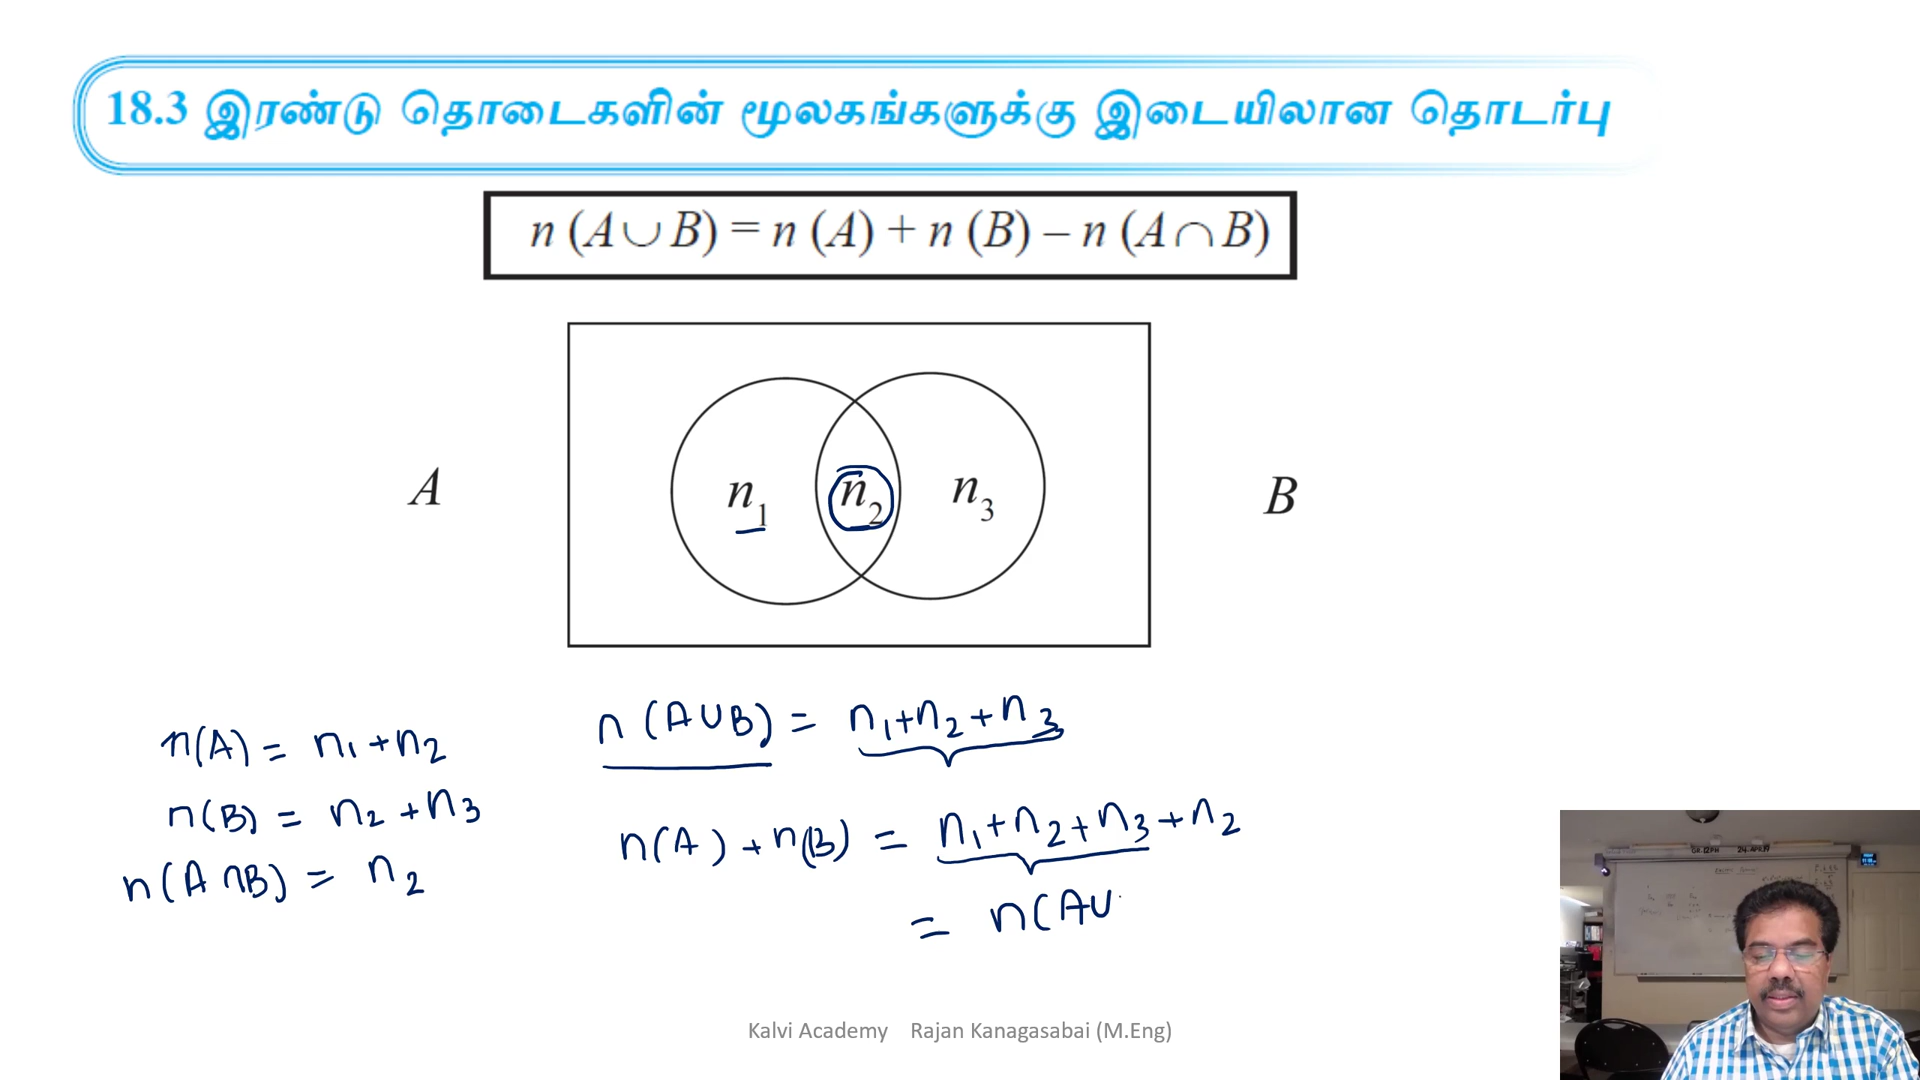 18.3 இரண்டு தொடைகளின் மூலகங்களுக்கு இடையிலான தொடர்பு
n (A∪B) = n (A) + n (B) – n (A∩B)
A
n₁
n₂
n₃
B
n(A) = n₁+n₂
n(B) = n₂+n₃
n(A∩B) = n₂
n(A∪B) = n₁+n₂+n₃
n(A)+n(B) = n₁+n₂+n₃+n₂
= n(AU
Kalvi Academy Rajan Kanagasabai (M.Eng)